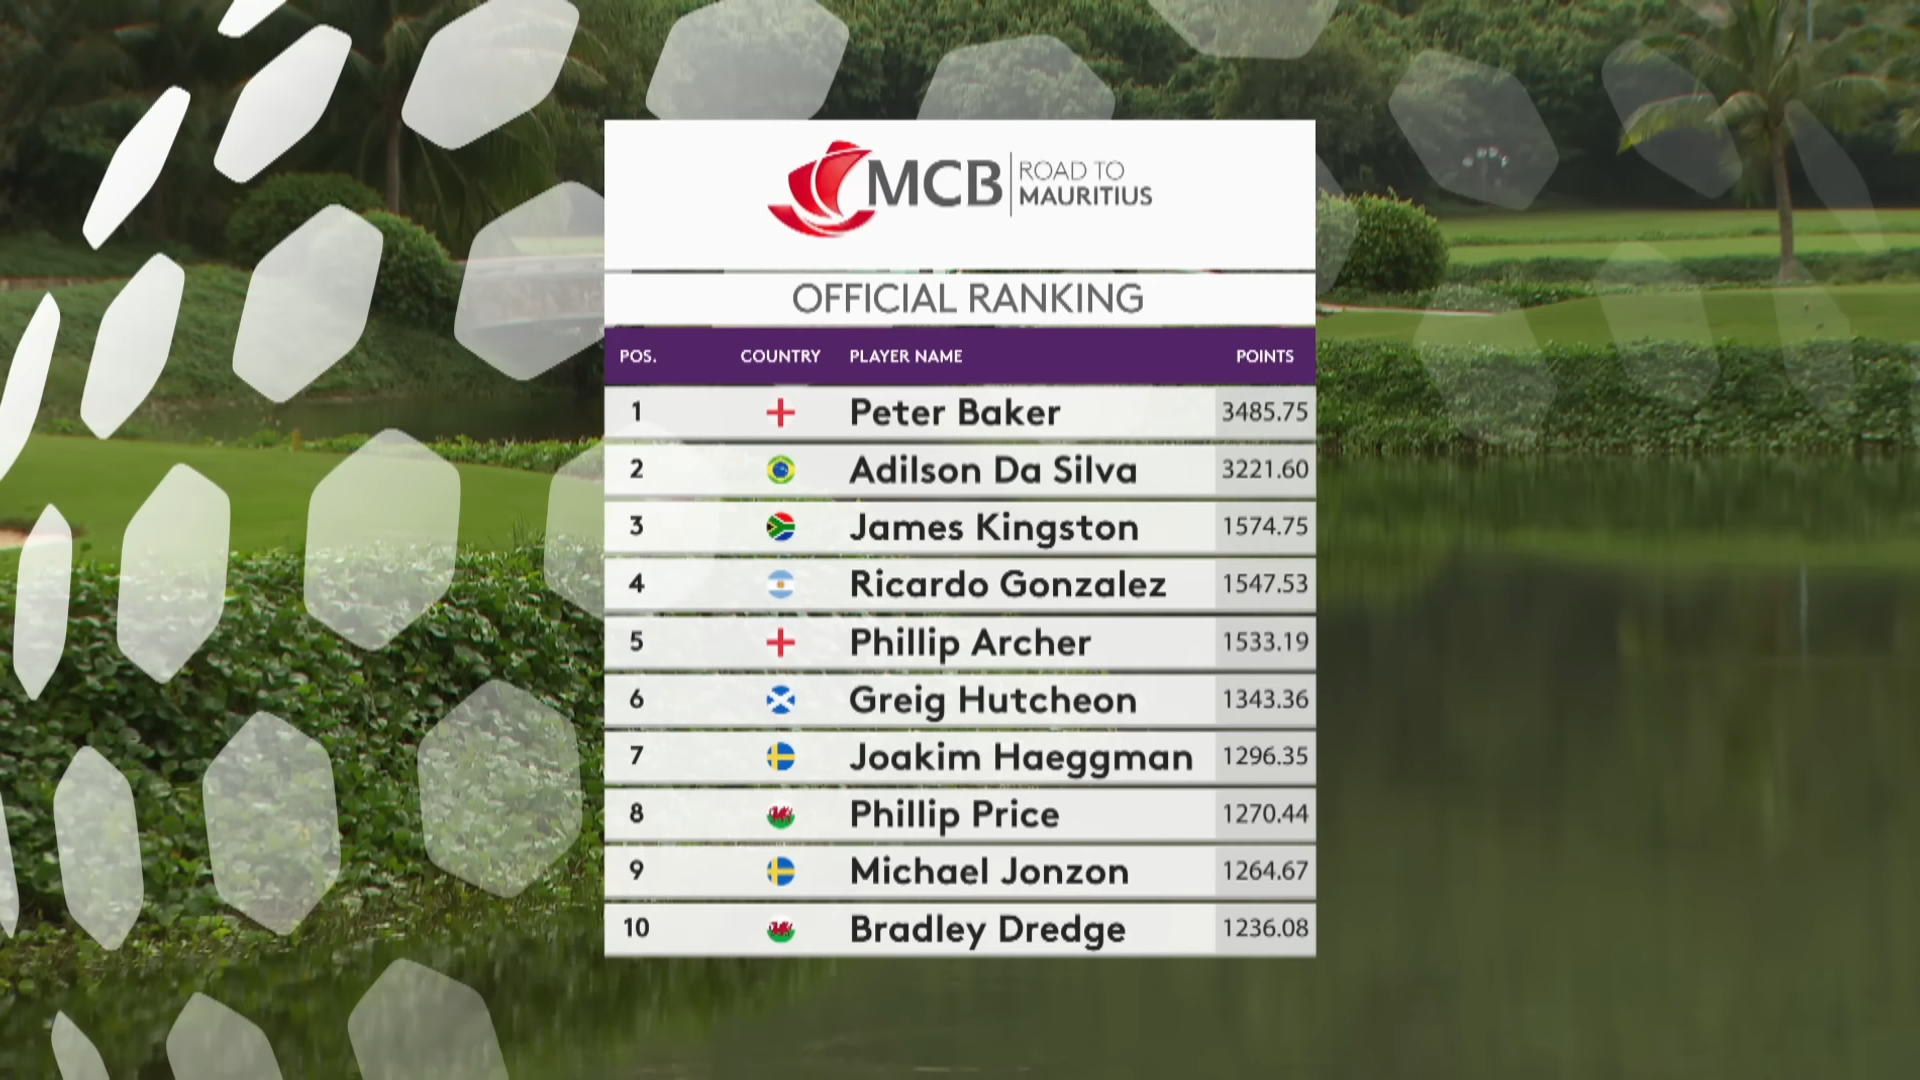 MCB ROAD TO MAURITIUS
OFFICIAL RANKING
POS. COUNTRY PLAYER NAME POINTS
1 Peter Baker 3485.75
2 Adilson Da Silva 3221.60
3 James Kingston 1574.75
4 Ricardo Gonzalez 1547.53
5 Phillip Archer 1533.19
6 Greig Hutcheon 1343.36
7 Joakim Haeggman 1296.35
8 Phillip Price 1270.44
9 Michael Jonzon 1264.67
10 Bradley Dredge 1236.08